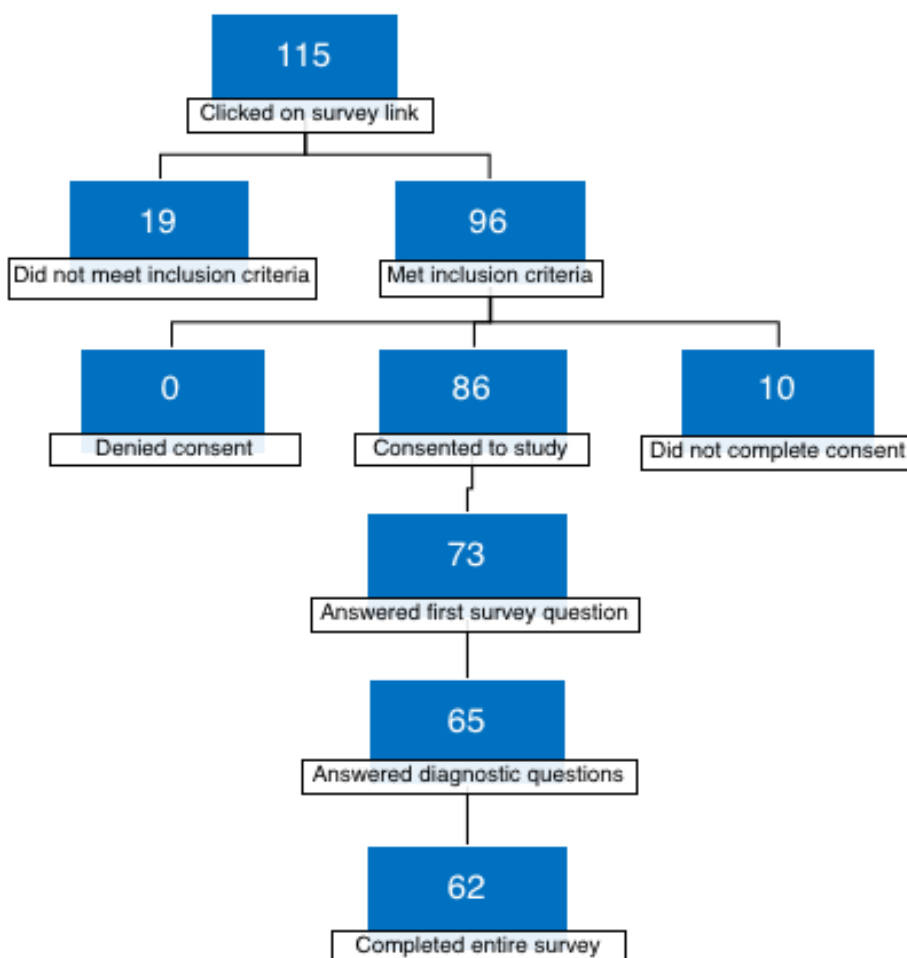 115
Clicked on survey link
19
Did not meet inclusion criteria
96
Met inclusion criteria
0
Denied consent
86
Consented to study
10
Did not complete consent
73
Answered first survey question
65
Answered diagnostic questions
62
Completed entire survey